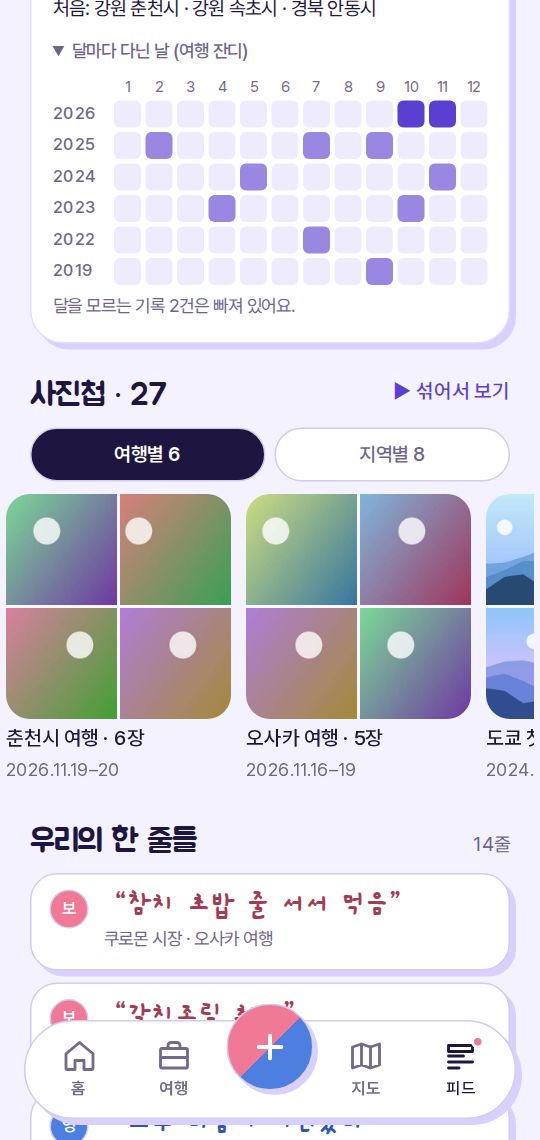 처음: 강원 춘천시 · 강원 속초시 · 경북 안동시
▼ 달마다 다닌 날 (여행 잔디)
1 2 3 4 5 6 7 8 9 10 11 12
2026
2025
2024
2023
2022
2019
달을 모르는 기록 2건은 빠져 있어요.
사진첩 · 27
▶ 섞어서 보기
여행별 6
지역별 8
춘천시 여행 · 6장
2026.11.19–20
오사카 여행 · 5장
2026.11.16–19
도쿄
2024.
우리의 한 줄들
14줄
보
“참치 초밥 줄 서서 먹음”
쿠로몬 시장 · 오사카 여행
“갈치조림
홈
여행
+
지도
피드